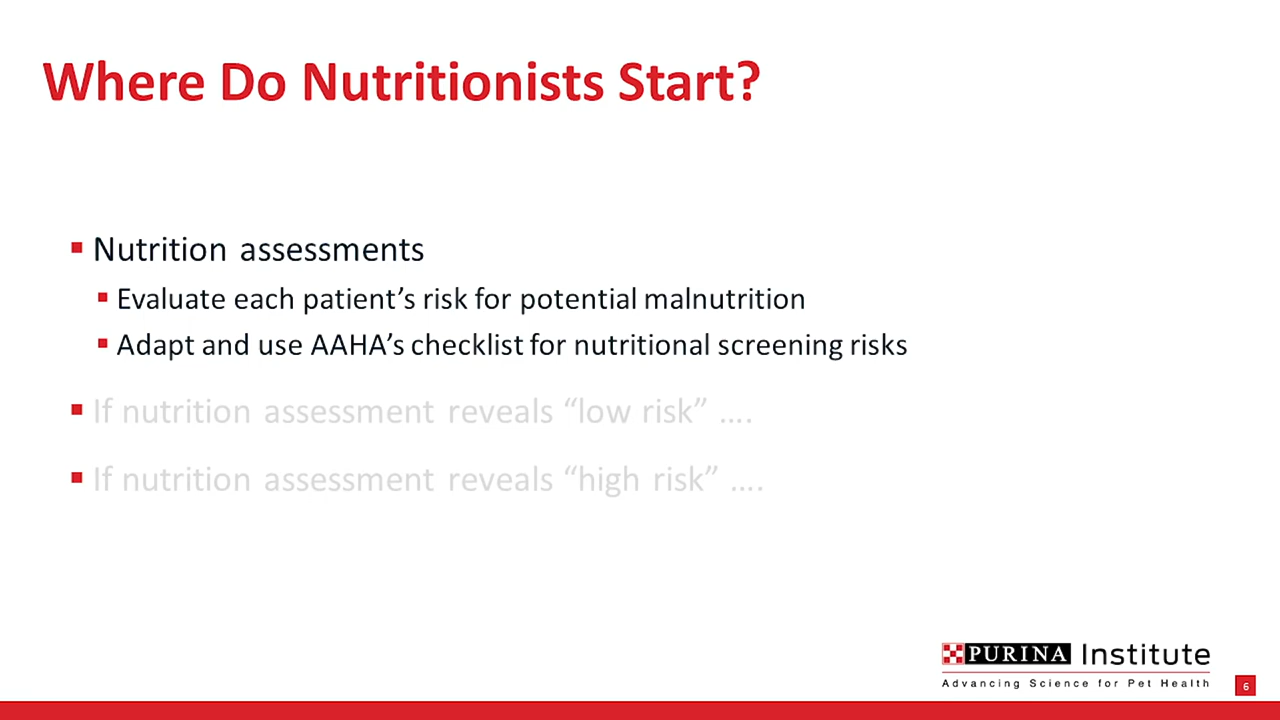 Where Do Nutritionists Start?
Nutrition assessments
Evaluate each patient’s risk for potential malnutrition
Adapt and use AAHA’s checklist for nutritional screening risks
If nutrition assessment reveals “low risk” ....
If nutrition assessment reveals “high risk” ....
PURINA Institute
Advancing Science for Pet Health
6